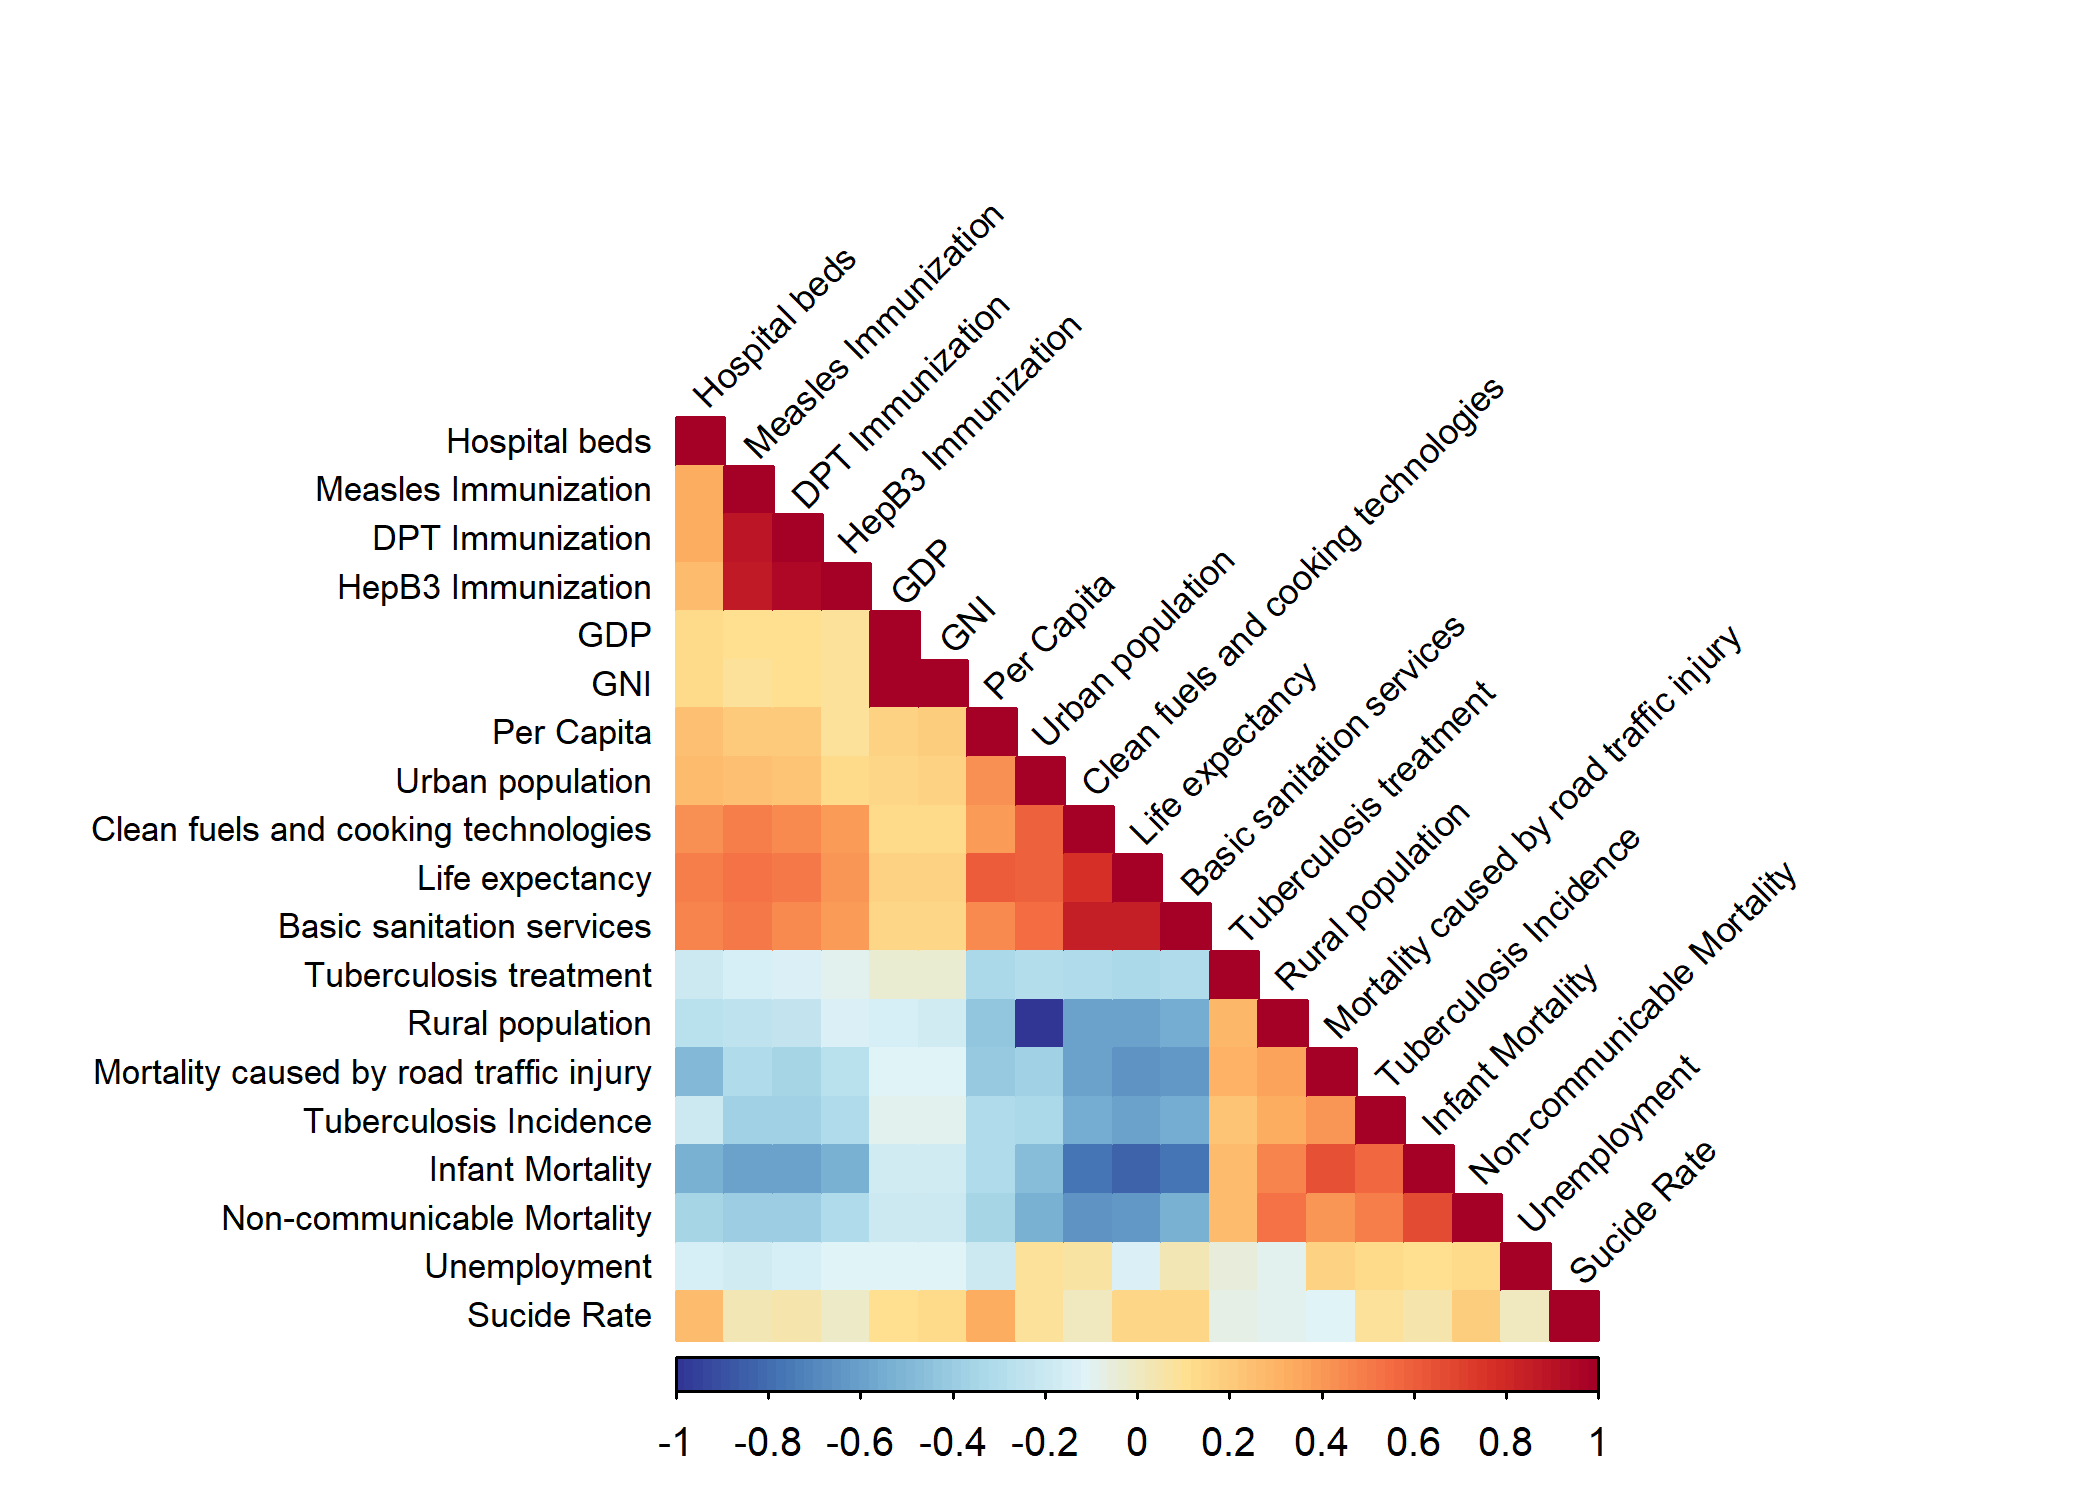 Hospital beds
Measles Immunization
DPT Immunization
HepB3 Immunization
GDP
GNI
Per Capita
Urban population
Clean fuels and cooking technologies
Life expectancy
Basic sanitation services
Tuberculosis treatment
Rural population
Mortality caused by road traffic injury
Tuberculosis Incidence
Infant Mortality
Non-communicable Mortality
Unemployment
Sucide Rate
Hospital beds
Measles Immunization
DPT Immunization
HepB3 Immunization
GDP
GNI
Per Capita
Urban population
Clean fuels and cooking technologies
Life expectancy
Basic sanitation services
Tuberculosis treatment
Rural population
Mortality caused by road traffic injury
Tuberculosis Incidence
Infant Mortality
Non-communicable Mortality
Unemployment
Sucide Rate
-1 -0.8 -0.6 -0.4 -0.2 0 0.2 0.4 0.6 0.8 1